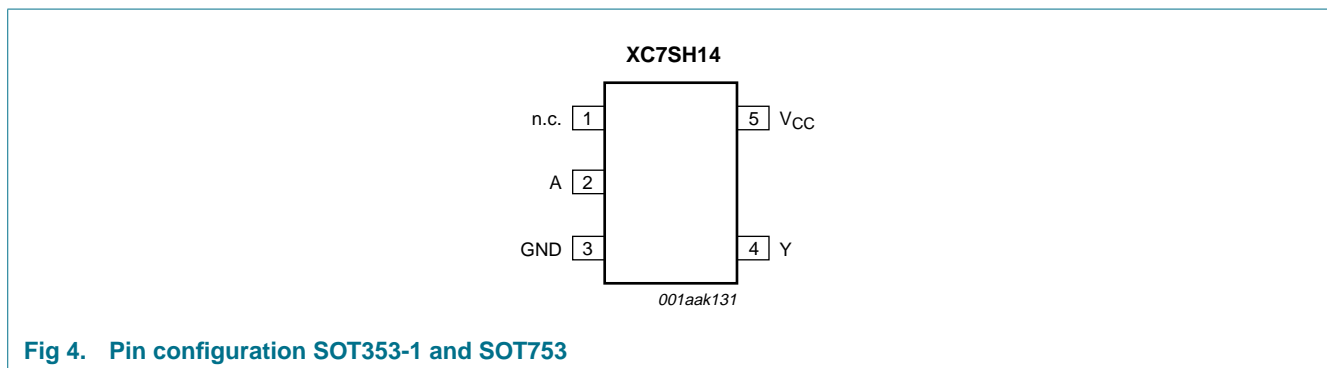 XC7SH14
n.c. 1 5 VCC
A 2
GND 3 4 Y
001aak131
Fig 4. Pin configuration SOT353-1 and SOT753